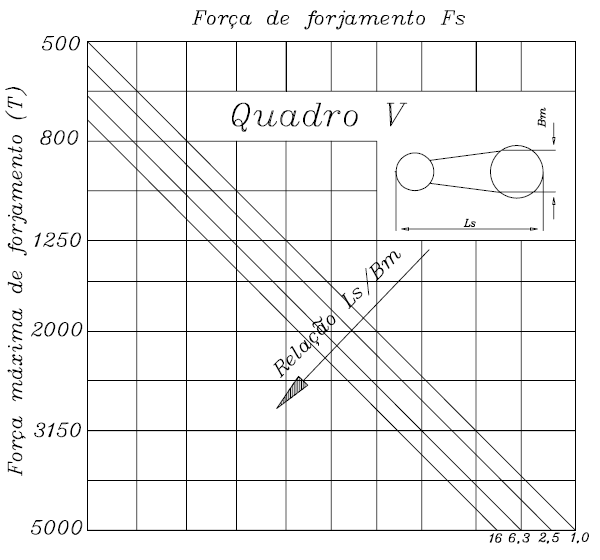 Força de forjamento Fs
Força máxima de forjamento (T)
500
800
1250
2000
3150
5000
Quadro V
Bm
Ls
Relação Ls/Bm
16 6,3 2,5 1,0